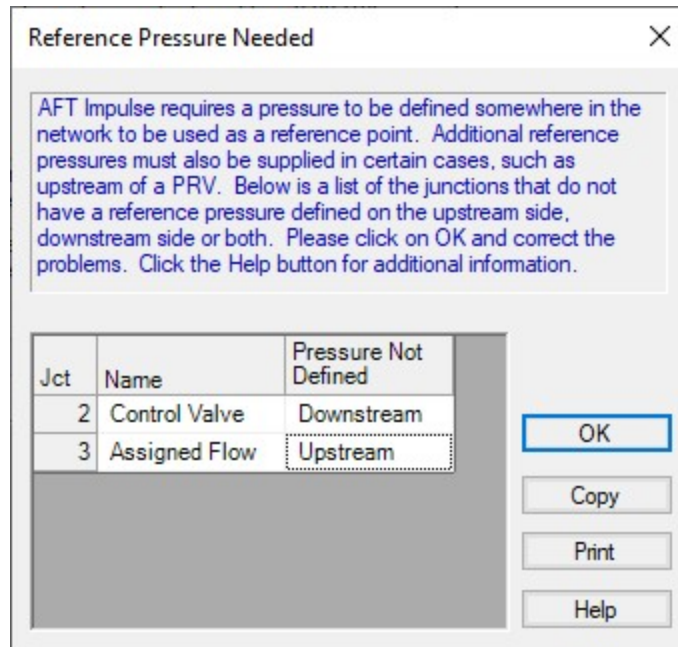 Reference Pressure Needed
AFT Impulse requires a pressure to be defined somewhere in the
network to be used as a reference point. Additional reference
pressures must also be supplied in certain cases, such as
upstream of a PRV. Below is a list of the junctions that do not
have a reference pressure defined on the upstream side,
downstream side or both. Please click on OK and correct the
problems. Click the Help button for additional information.
Jct Name Pressure Not
Defined
2 Control Valve Downstream
3 Assigned Flow Upstream
OK
Copy
Print
Help